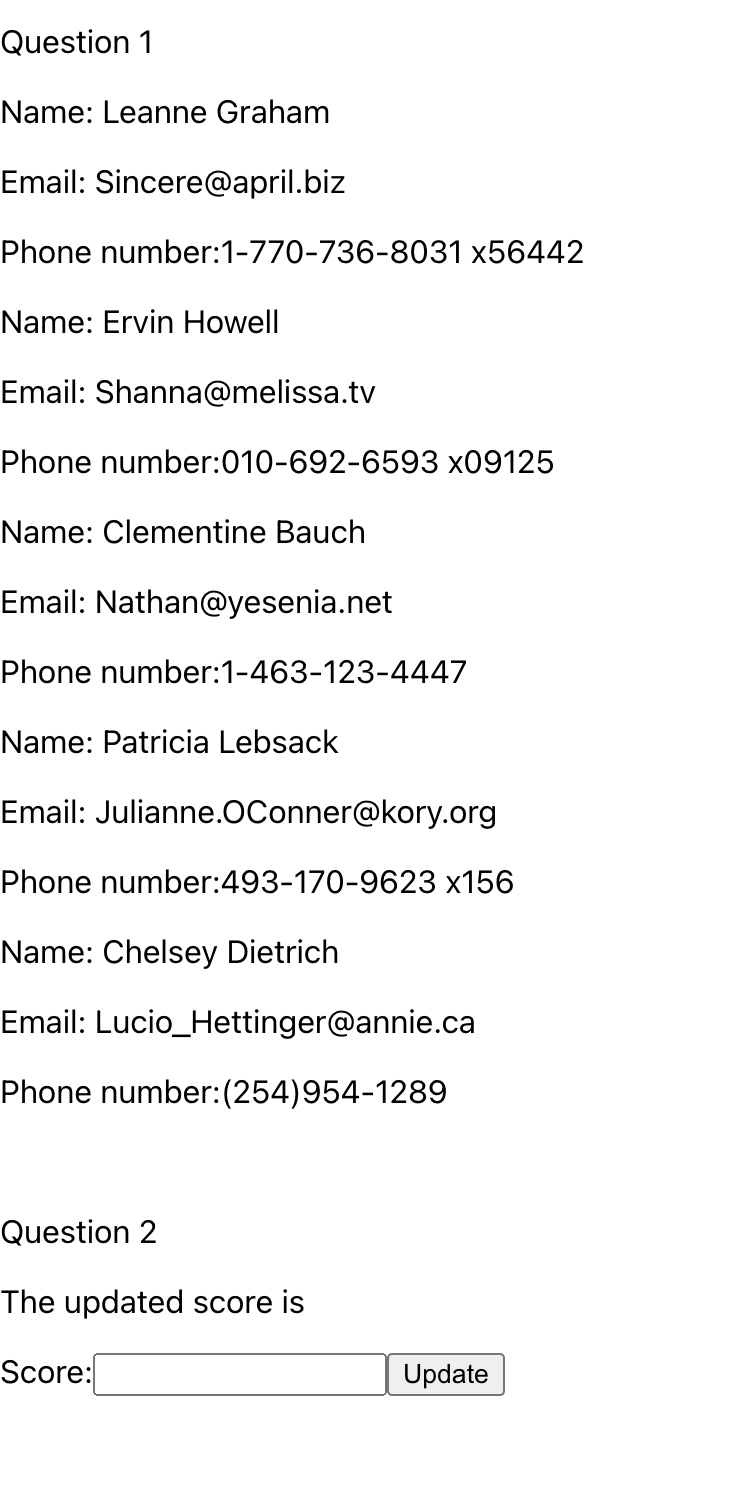 Question 1
Name: Leanne Graham
Email: Sincere@april.biz
Phone number:1-770-736-8031 x56442
Name: Ervin Howell
Email: Shanna@melissa.tv
Phone number:010-692-6593 x09125
Name: Clementine Bauch
Email: Nathan@yesenia.net
Phone number:1-463-123-4447
Name: Patricia Lebsack
Email: Julianne.OConner@kory.org
Phone number:493-170-9623 x156
Name: Chelsey Dietrich
Email: Lucio_Hettinger@annie.ca
Phone number:(254)954-1289
Question 2
The updated score is
Score: Update